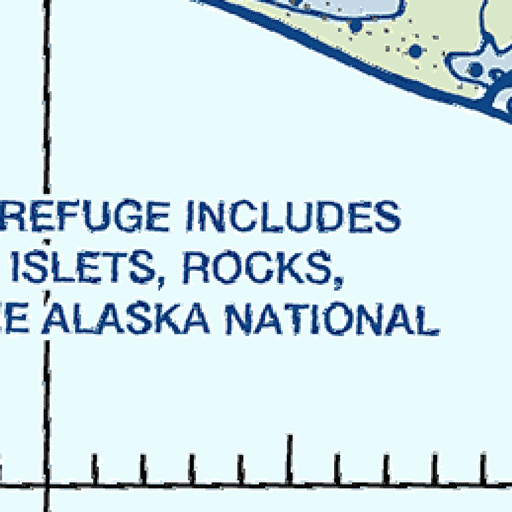 REFUGE INCLUDES
ISLETS, ROCKS,
ALASKA NATIONAL